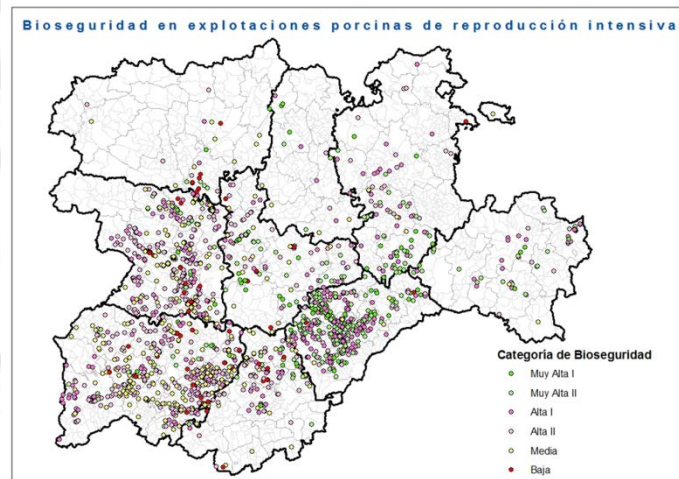 Bioseguridad en explotaciones porcinas de reproducción intensiva
Categoría de Bioseguridad
Muy Alta I
Muy Alta II
Alta I
Alta II
Media
Baja